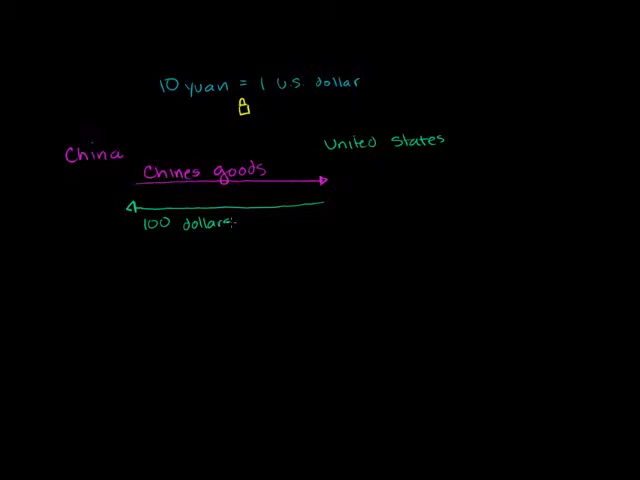 10 yuan = 1 U.S. dollar
China
United States
Chines goods
100 dollars